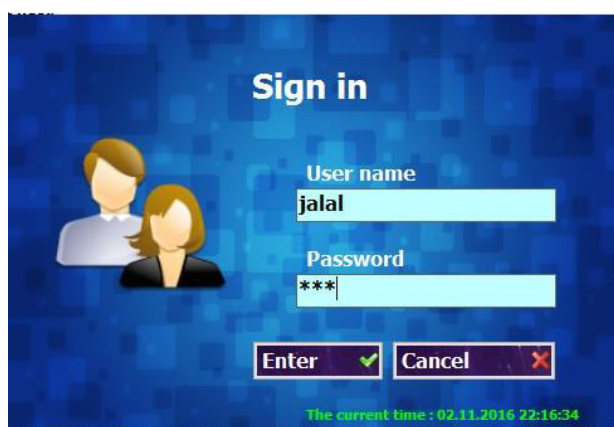 Sign in
User name
jalal
Password
***
Enter Cancel
The current time : 02.11.2016 22:16:34